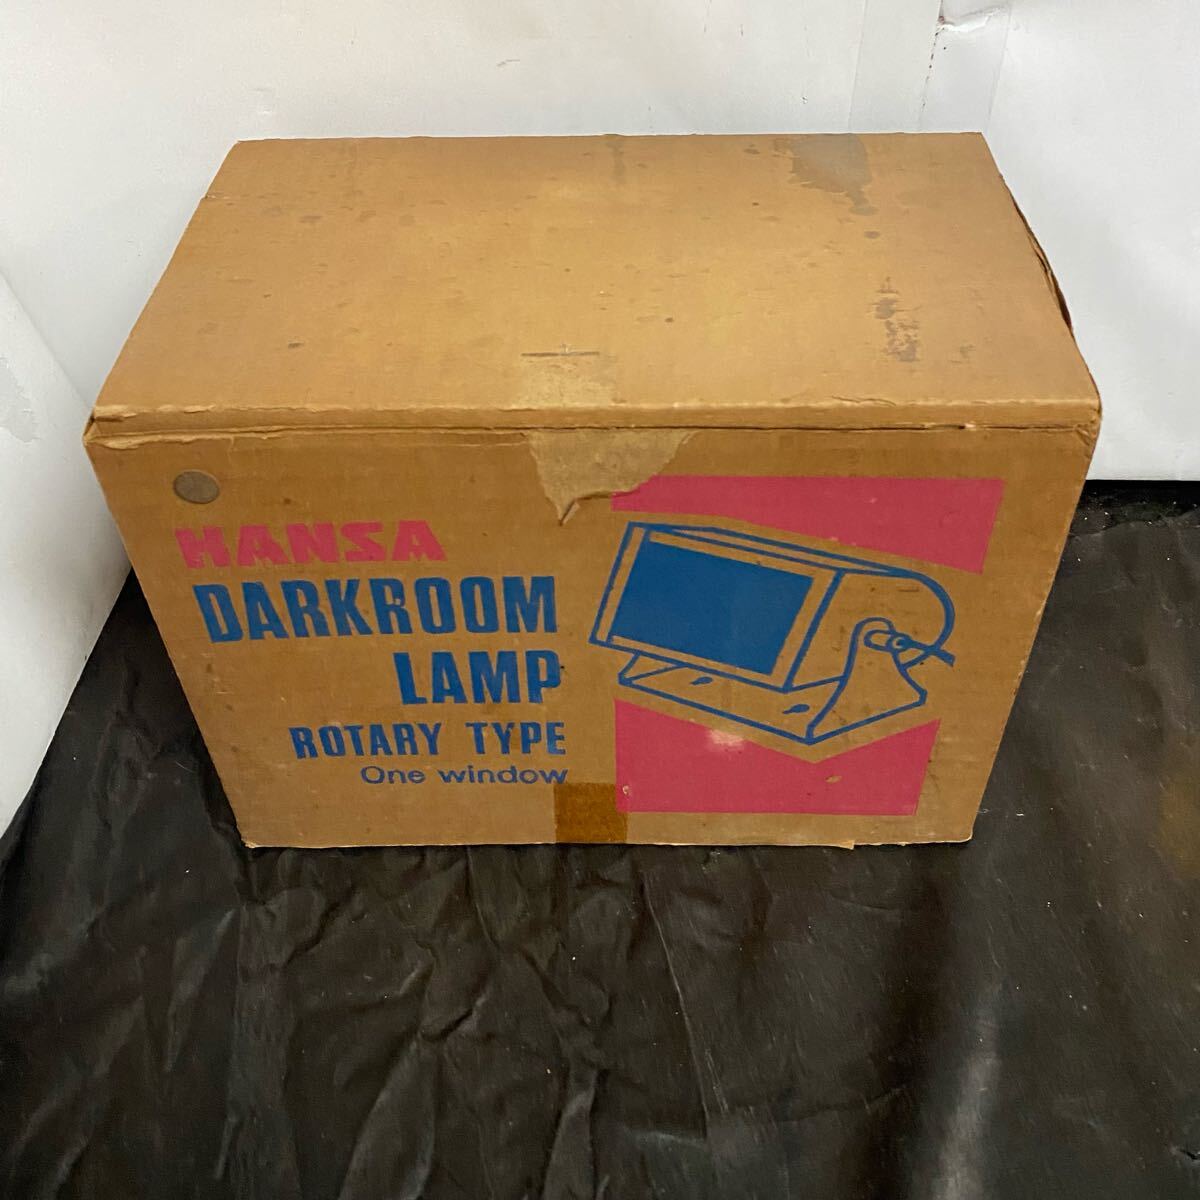 HANSA
DARKROOM
LAMP
ROTARY TYPE
One window